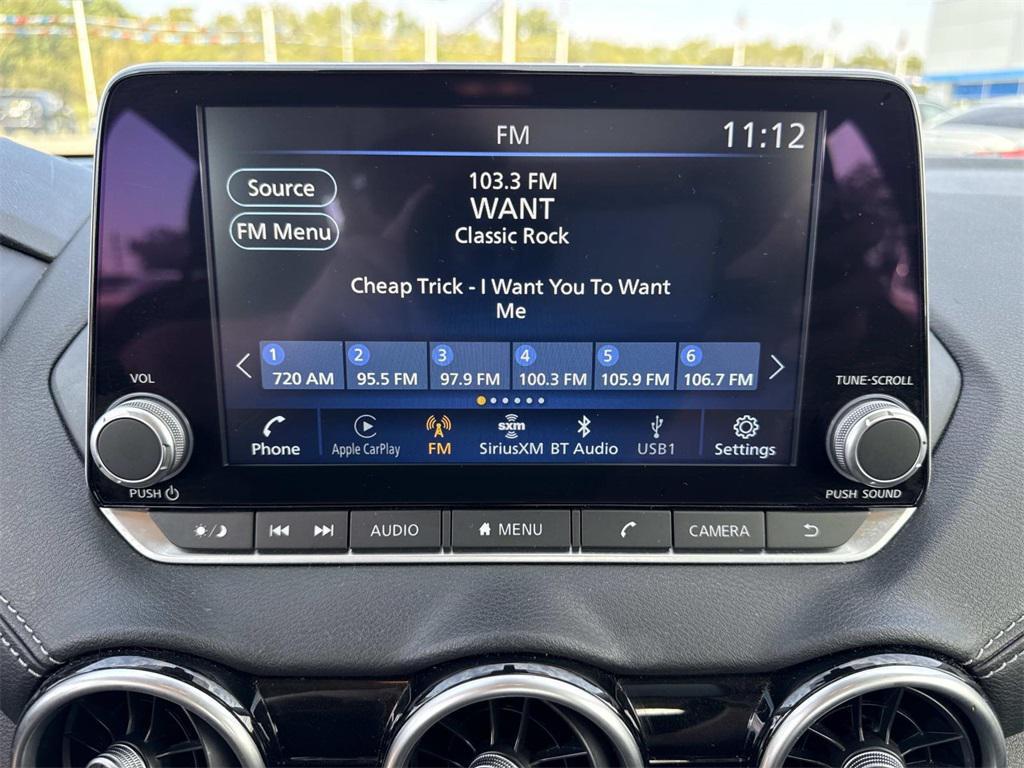 FM
11:12
Source
FM Menu
103.3 FM
WANT
Classic Rock
Cheap Trick - I Want You To Want
Me
1 720 AM
2 95.5 FM
3 97.9 FM
4 100.3 FM
5 105.9 FM
6 106.7 FM
Phone
Apple CarPlay
FM
sxm
SiriusXM
BT Audio
USB1
Settings
VOL
PUSH
TUNE·SCROLL
PUSH SOUND
AUDIO
MENU
CAMERA